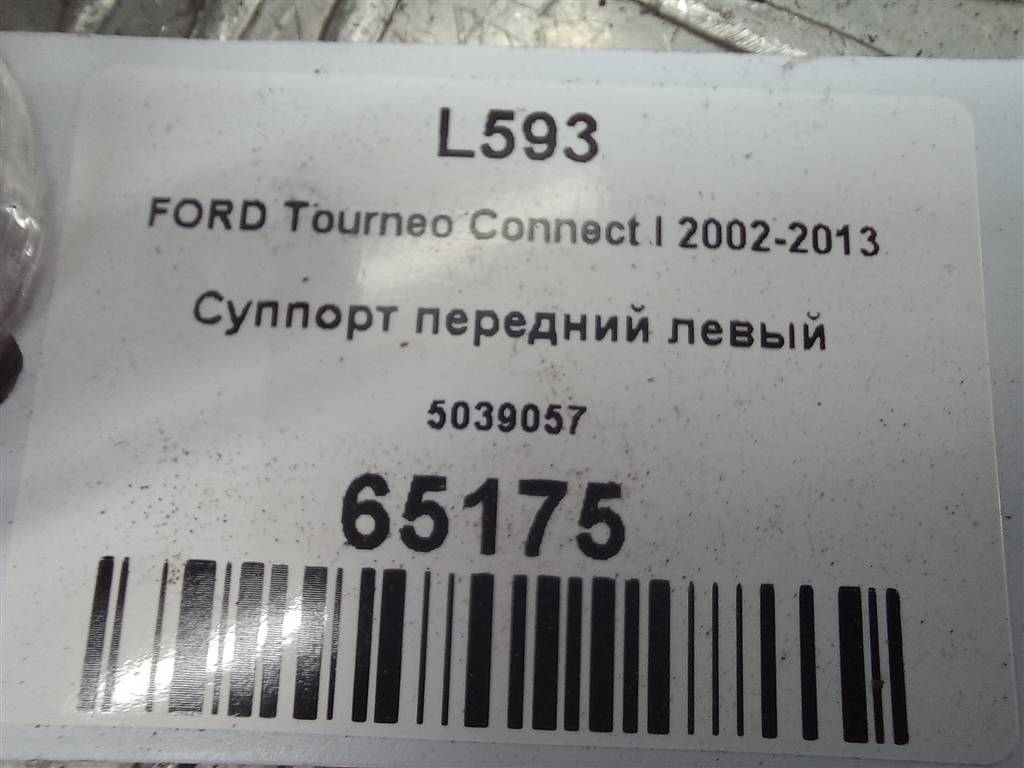 L593
FORD Tourneo Connect I 2002-2013
Суппорт передний левый
5039057
65175